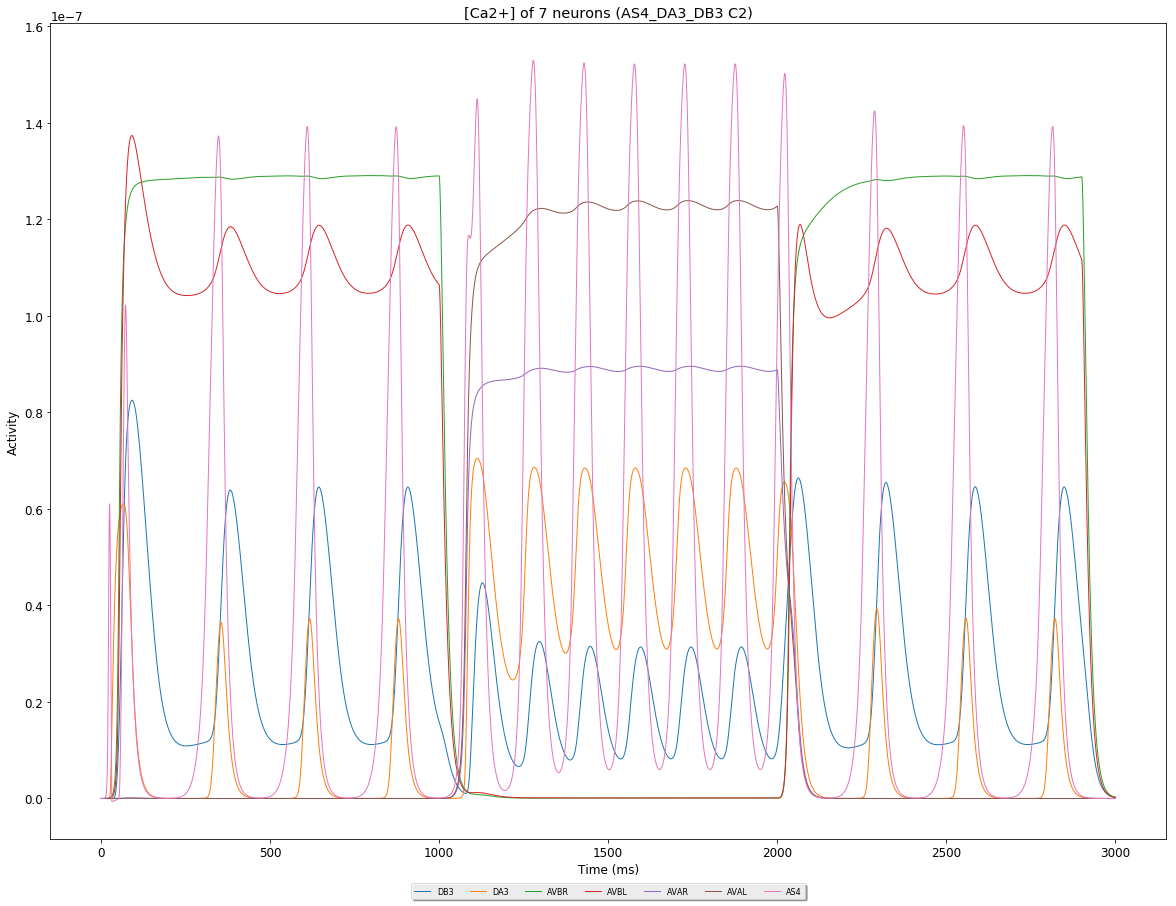 [Ca2+] of 7 neurons (AS4_DA3_DB3 C2)
1e−7
1.6
1.4
1.2
1.0
0.8
0.6
0.4
0.2
0.0
Activity
0 500 1000 1500 2000 2500 3000
Time (ms)
DB3 DA3 AVBR AVBL AVAR AVAL AS4